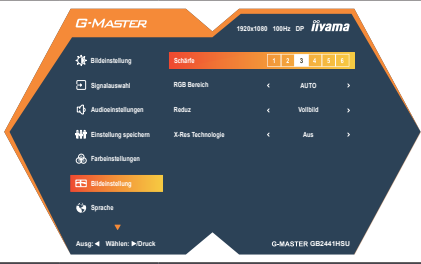 G-MASTER
1920x1080 100Hz DP iiyama
Bildeinstellung
Signalauswahl
Audioeinstellungen
Einstellung speichern
Farbeinstellungen
Bildeinstellung
Sprache
Schärfe 1 2 3 4 5 6
RGB Bereich ‹ AUTO ›
Reduz ‹ Vollbild ›
X-Res Technologie ‹ Aus ›
Ausg: ◀ Wählen: ▶/Druck
G-MASTER GB2441HSU